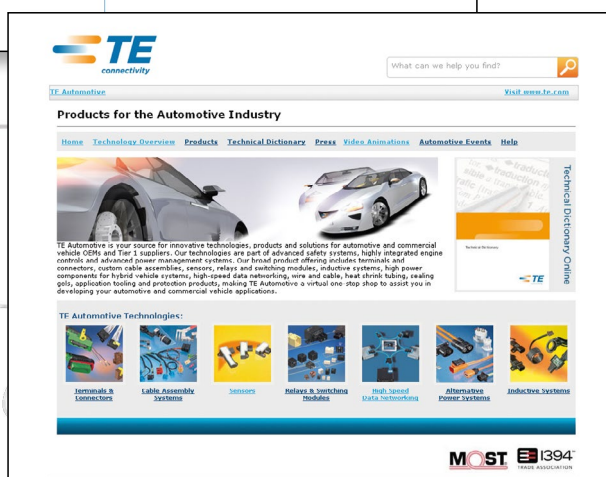 TE
connectivity
What can we help you find?
TE Automotive
Visit www.te.com
Products for the Automotive Industry
Home Technology Overview Products Technical Dictionary Press Video Animations Automotive Events Help
TE Automotive is your source for innovative technologies, products and solutions for automotive and commercial
vehicle OEMs and Tier 1 suppliers. Our technologies are part of advanced safety systems, highly integrated engine
controls and advanced power management systems. Our broad product offering includes terminals and
connectors, custom cable assemblies, sensors, relays and switching modules, inductive systems, high power
components for hybrid vehicle systems, high-speed data networking, wire and cable, heat shrink tubing, sealing
gels, application tooling and protection products, making TE Automotive a virtual one stop shop to assist you in
developing your automotive and commercial vehicle applications.
traduction
TE
Technical Dictionary Online
TE Automotive Technologies:
Terminals &
Connectors
Cable Assembly
Systems
Sensors
Relays & Switching
Modules
High Speed
Data Networking
Alternative
Power Systems
Inductive Systems
MOST
1394
TRADE ASSOCIATION